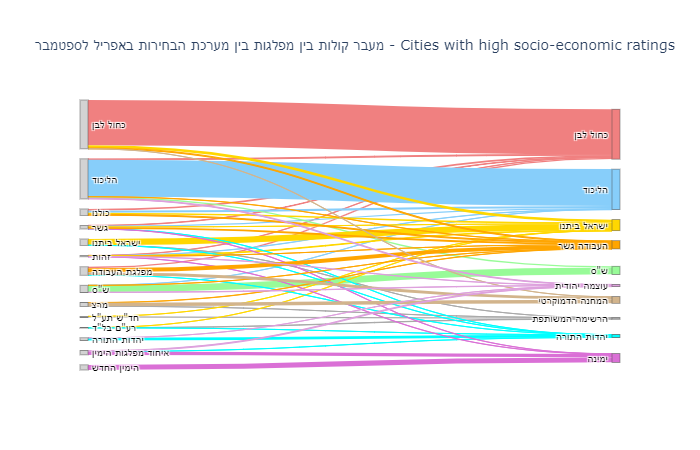 מעבר קולות בין מפלגות בין מערכת הבחירות באפריל לספטמבר - Cities with high socio-economic ratings
כחול לבן
הליכוד
כולנו
גשר
ישראל ביתנו
זהות
מפלגת העבודה
ש"ס
מרצ
חד"ש תע"ל
רע"ם בל"ד
יהדות התורה
איחוד מפלגות הימין
הימין החדש
כחול לבן
הליכוד
ישראל ביתנו
העבודה גשר
ש"ס
עוצמה יהודית
המחנה הדמוקרטי
הרשימה המשותפת
יהדות התורה
ימינה